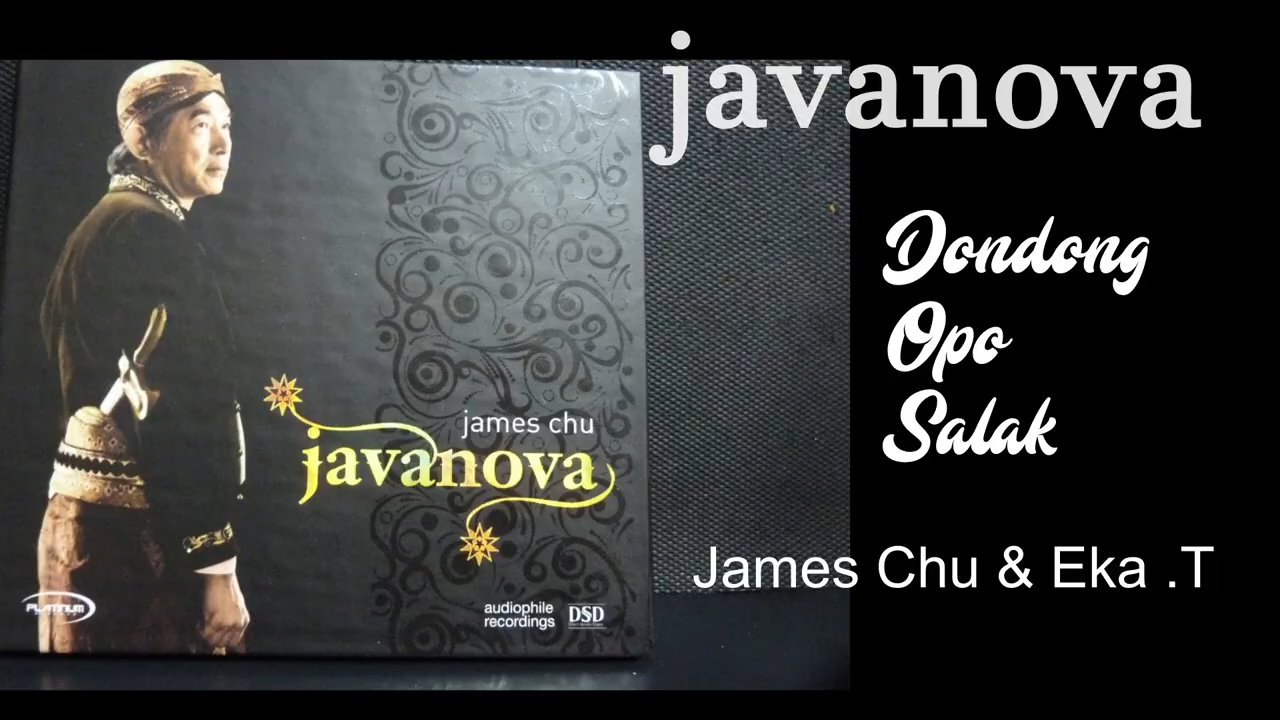 javanova
Dondong
Opo
Salak
James Chu & Eka .T
james chu
javanova
PLATINUM
audiophile
recordings
DSD